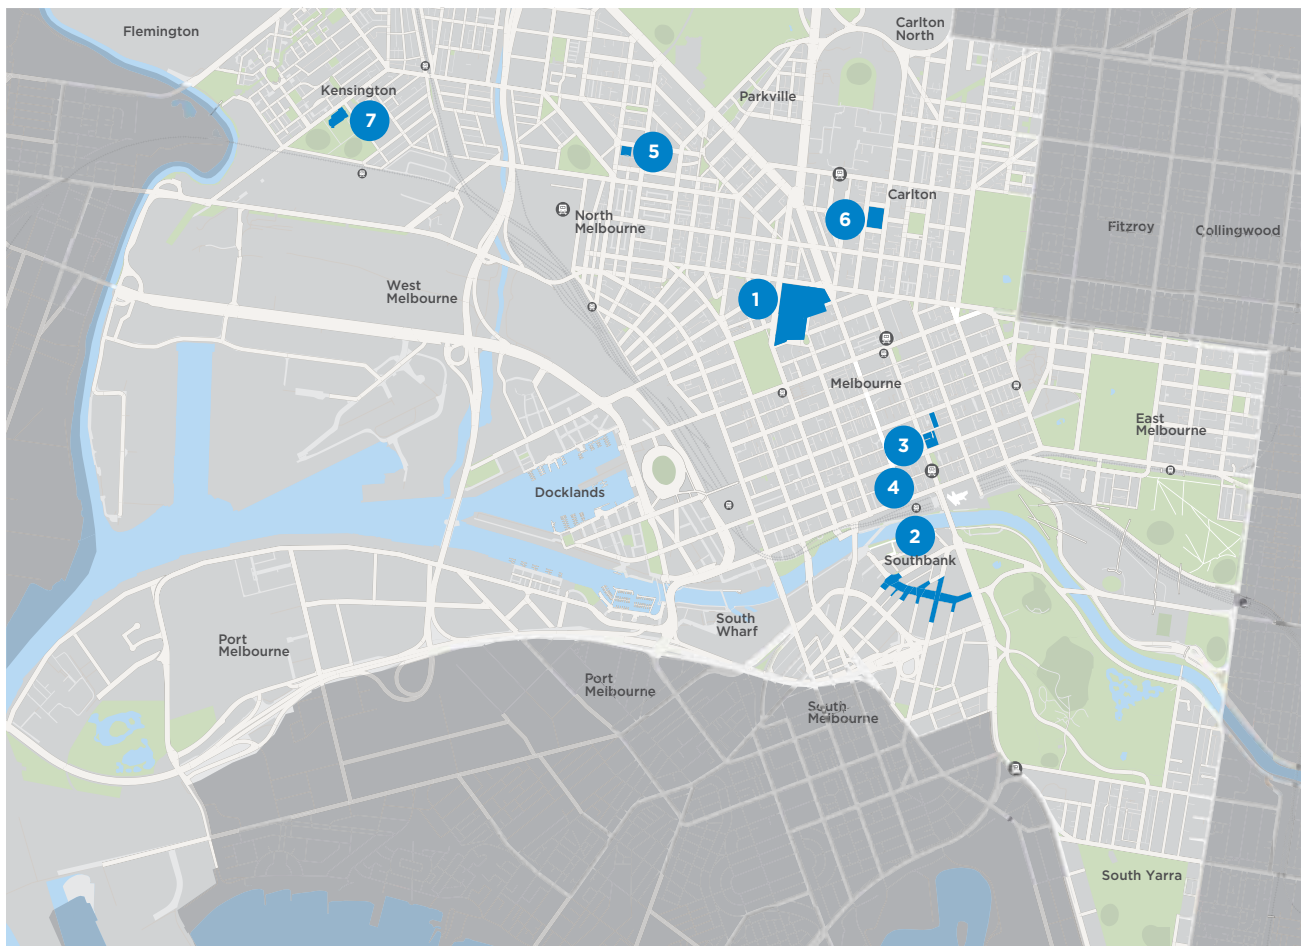 Flemington
Carlton
North
Kensington
Parkville
7
5
Carlton
6
North
Melbourne
Fitzroy
Collingwood
West
Melbourne
1
Melbourne
East
Melbourne
3
4
Docklands
2
Southbank
South
Wharf
Port
Melbourne
Port
Melbourne
South
Melbourne
South Yarra